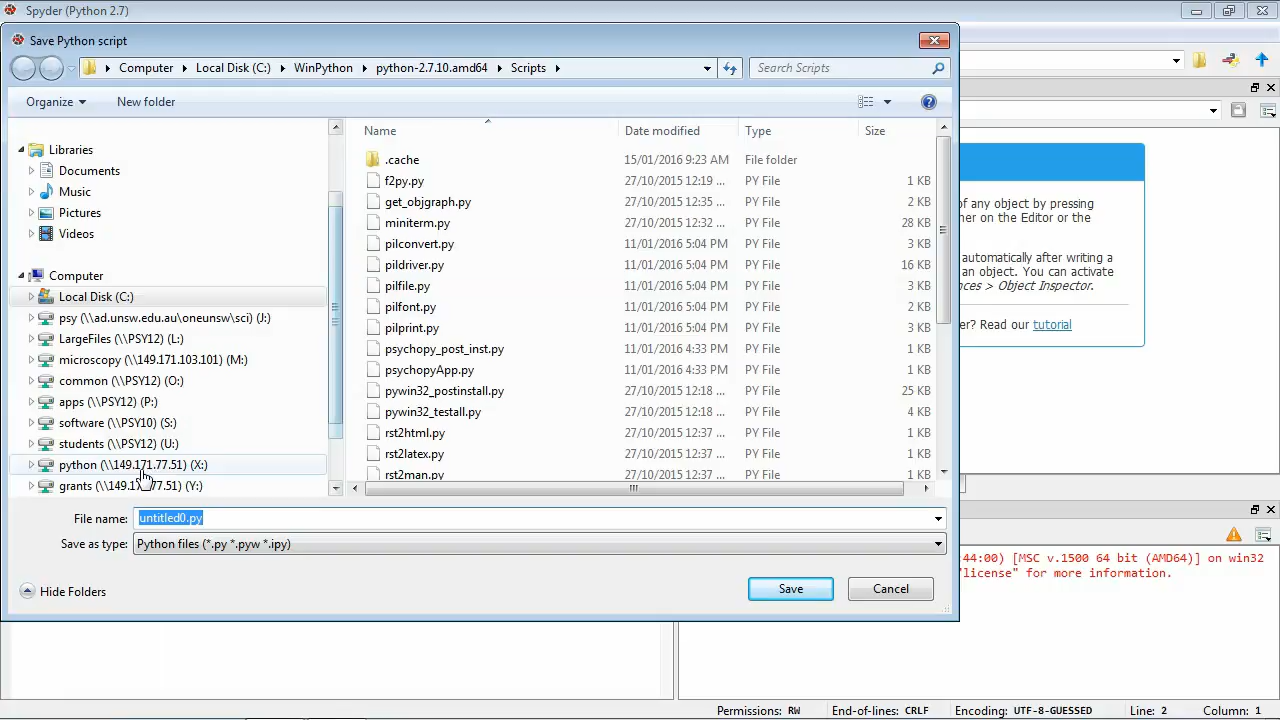 Spyder (Python 2.7)
Save Python script
Computer Local Disk (C:) WinPython python-2.7.10.amd64 Scripts
Search Scripts
Organize New folder
Libraries
Documents
Music
Pictures
Videos
Computer
Local Disk (C:)
psy (\\ad.unsw.edu.au\oneunsw\sci) (J:)
LargeFiles (\\PSY12) (L:)
microscopy (\\149.171.103.101) (M:)
common (\\PSY12) (O:)
apps (\\PSY12) (P:)
software (\\PSY10) (S:)
students (\\PSY12) (U:)
python (\\149.171.77.51) (X:)
grants (\\149.171.77.51) (Y:)
Name Date modified Type Size
.cache 15/01/2016 9:23 AM File folder
f2py.py 27/10/2015 12:19 ... PY File 1 KB
get_objgraph.py 27/10/2015 12:35 ... PY File 2 KB
miniterm.py 27/10/2015 12:32 ... PY File 28 KB
pilconvert.py 11/01/2016 5:04 PM PY File 3 KB
pildriver.py 11/01/2016 5:04 PM PY File 16 KB
pilfile.py 11/01/2016 5:04 PM PY File 3 KB
pilfont.py 11/01/2016 5:04 PM PY File 2 KB
pilprint.py 11/01/2016 5:04 PM PY File 3 KB
psychopy_post_inst.py 11/01/2016 4:33 PM PY File 1 KB
psychopyApp.py 11/01/2016 4:33 PM PY File 1 KB
pywin32_postinstall.py 27/10/2015 12:18 ... PY File 25 KB
pywin32_testall.py 27/10/2015 12:18 ... PY File 4 KB
rst2html.py 27/10/2015 12:37 ... PY File 1 KB
rst2latex.py 27/10/2015 12:37 ... PY File 1 KB
rst2man.py 27/10/2015 12:37 ... PY File 1 KB
File name: untitled0.py
Save as type: Python files (*.py *.pyw *.ipy)
Hide Folders
Save
Cancel
of any object by pressing
ner on the Editor or the
automatically after writing a
an object. You can activate
nces > Object Inspector.
er? Read our tutorial
:44:00) [MSC v.1500 64 bit (AMD64)] on win32
"license" for more information.
Permissions: RW End-of-lines: CRLF Encoding: UTF-8-GUESSED Line: 2 Column: 1